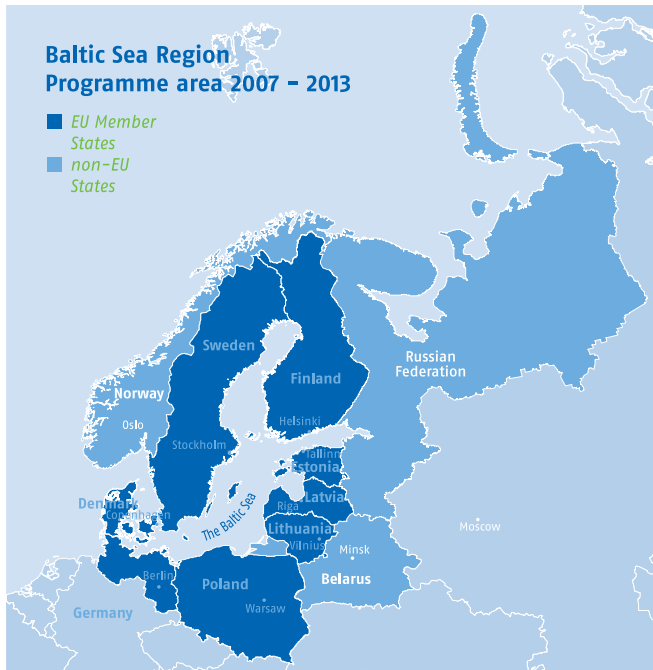 Baltic Sea Region
Programme area 2007 – 2013
EU Member
States
non-EU
States
Sweden
Finland
Russian
Federation
Norway
Oslo
Helsinki
Stockholm
Tallinn
Estonia
Latvia
Riga
Denmark
Copenhagen
The Baltic Sea
Lithuania
Vilnius
Moscow
Minsk
Belarus
Berlin
Poland
Warsaw
Germany